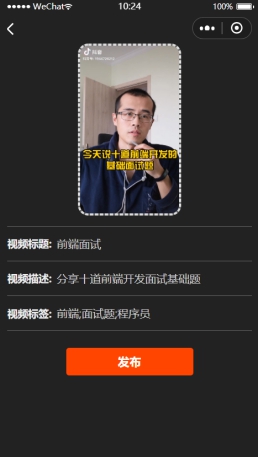 WeChat
10:24
100%
今天说十道前端开发的
基础面试题
视频标题: 前端面试
视频描述: 分享十道前端开发面试基础题
视频标签: 前端;面试题;程序员
发布